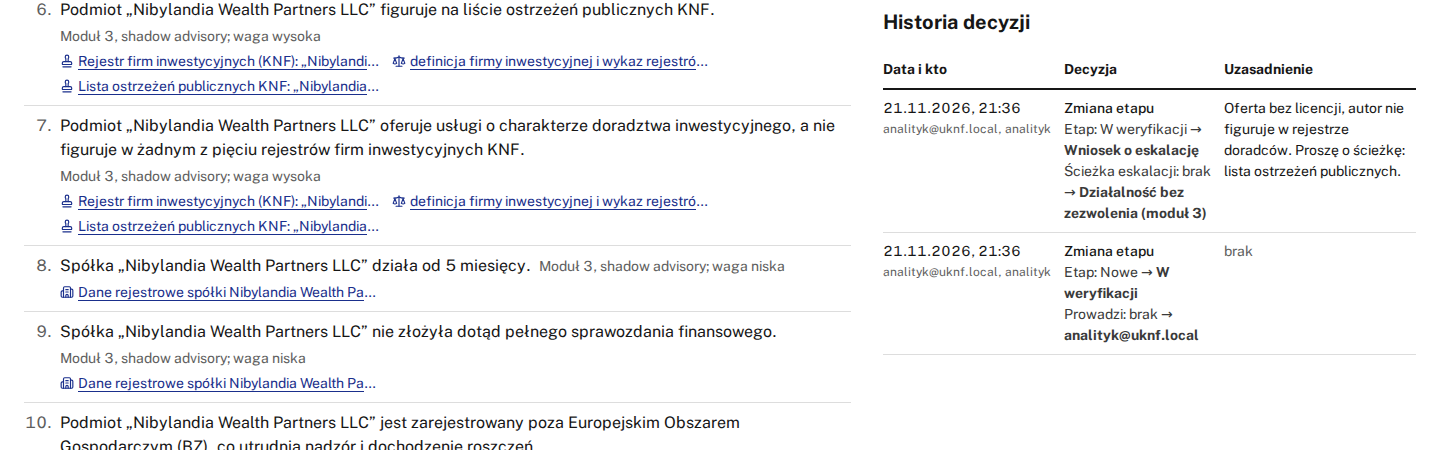 6. Podmiot „Nibylandia Wealth Partners LLC” figuruje na liście ostrzeżeń publicznych KNF.
Moduł 3, shadow advisory; waga wysoka
Rejestr firm inwestycyjnych (KNF): „Nibylandi... definicja firmy inwestycyjnej i wykaz rejestró...
Lista ostrzeżeń publicznych KNF: „Nibylandia...
7. Podmiot „Nibylandia Wealth Partners LLC” oferuje usługi o charakterze doradztwa inwestycyjnego, a nie
figuruje w żadnym z pięciu rejestrów firm inwestycyjnych KNF.
Moduł 3, shadow advisory; waga wysoka
Rejestr firm inwestycyjnych (KNF): „Nibylandi... definicja firmy inwestycyjnej i wykaz rejestró...
Lista ostrzeżeń publicznych KNF: „Nibylandia...
8. Spółka „Nibylandia Wealth Partners LLC” działa od 5 miesięcy. Moduł 3, shadow advisory; waga niska
Dane rejestrowe spółki Nibylandia Wealth Pa...
9. Spółka „Nibylandia Wealth Partners LLC” nie złożyła dotąd pełnego sprawozdania finansowego.
Moduł 3, shadow advisory; waga niska
Dane rejestrowe spółki Nibylandia Wealth Pa...
10. Podmiot „Nibylandia Wealth Partners LLC” jest zarejestrowany poza Europejskim Obszarem
Gospodarczym (BZ), co utrudnia nadzór i dochodzenie roszczeń.
Historia decyzji
Data i kto Decyzja Uzasadnienie
21.11.2026, 21:36
analityk@uknf.local, analityk
Zmiana etapu
Etap: W weryfikacji →
Wniosek o eskalację
Ścieżka eskalacji: brak
→ Działalność bez
zezwolenia (moduł 3)
Oferta bez licencji, autor nie
figuruje w rejestrze
doradców. Proszę o ścieżkę:
lista ostrzeżeń publicznych.
21.11.2026, 21:36
analityk@uknf.local, analityk
Zmiana etapu
Etap: Nowe → W
weryfikacji
Prowadzi: brak →
analityk@uknf.local
brak